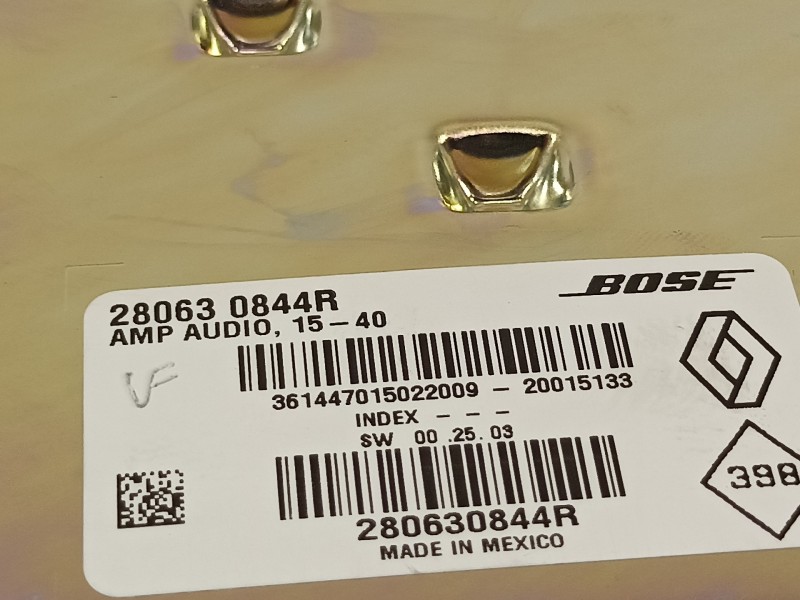 BOSE
28063 0844R
AMP AUDIO, 15-40
VF
361447015022009 - 20015133
INDEX - - -
SW 00 .25. 03
398
280630844R
MADE IN MEXICO